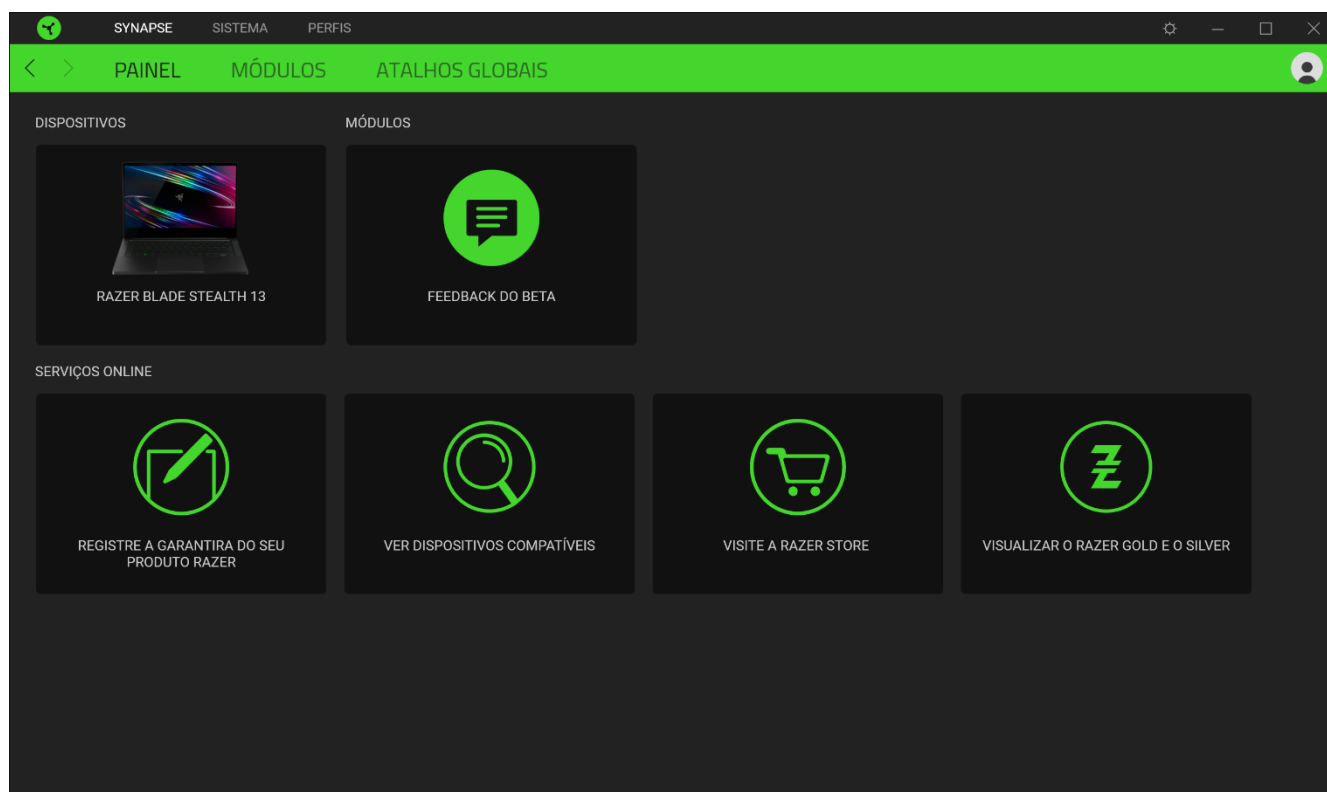 SYNAPSE SISTEMA PERFIS
PAINEL MÓDULOS ATALHOS GLOBAIS
DISPOSITIVOS MÓDULOS
RAZER BLADE STEALTH 13
FEEDBACK DO BETA
SERVIÇOS ONLINE
REGISTRE A GARANTIRA DO SEU
PRODUTO RAZER
VER DISPOSITIVOS COMPATÍVEIS
VISITE A RAZER STORE
VISUALIZAR O RAZER GOLD E O SILVER